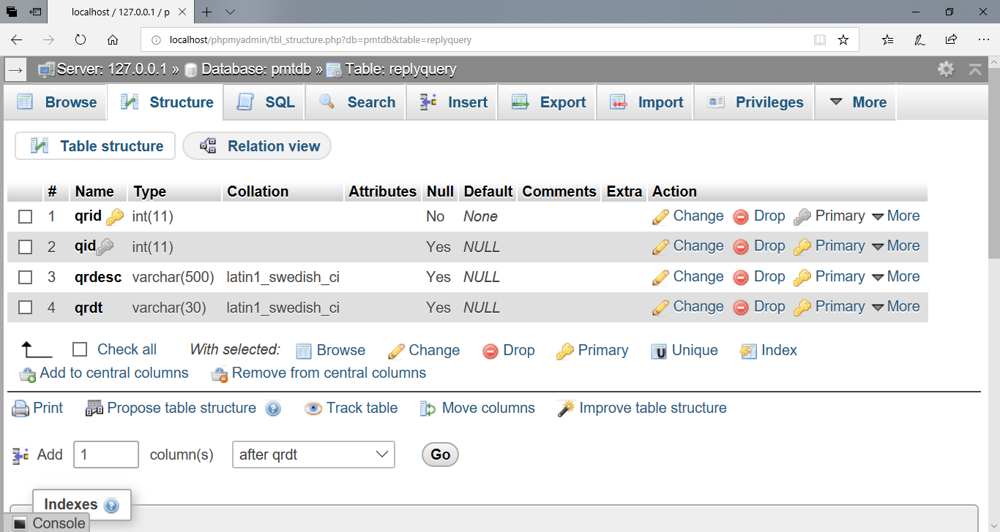 localhost / 127.0.0.1 / p
localhost/phpmyadmin/tbl_structure.php?db=pmtdb&table=replyquery
Server: 127.0.0.1 » Database: pmtdb » Table: replyquery
Browse Structure SQL Search Insert Export Import Privileges More
Table structure Relation view
# Name Type Collation Attributes Null Default Comments Extra Action
1 qrid int(11) No None Change Drop Primary More
2 qid int(11) Yes NULL Change Drop Primary More
3 qrdesc varchar(500) latin1_swedish_ci Yes NULL Change Drop Primary More
4 qrdt varchar(30) latin1_swedish_ci Yes NULL Change Drop Primary More
Check all With selected: Browse Change Drop Primary Unique Index
Add to central columns Remove from central columns
Print Propose table structure Track table Move columns Improve table structure
Add 1 column(s) after qrdt Go
Indexes
Console